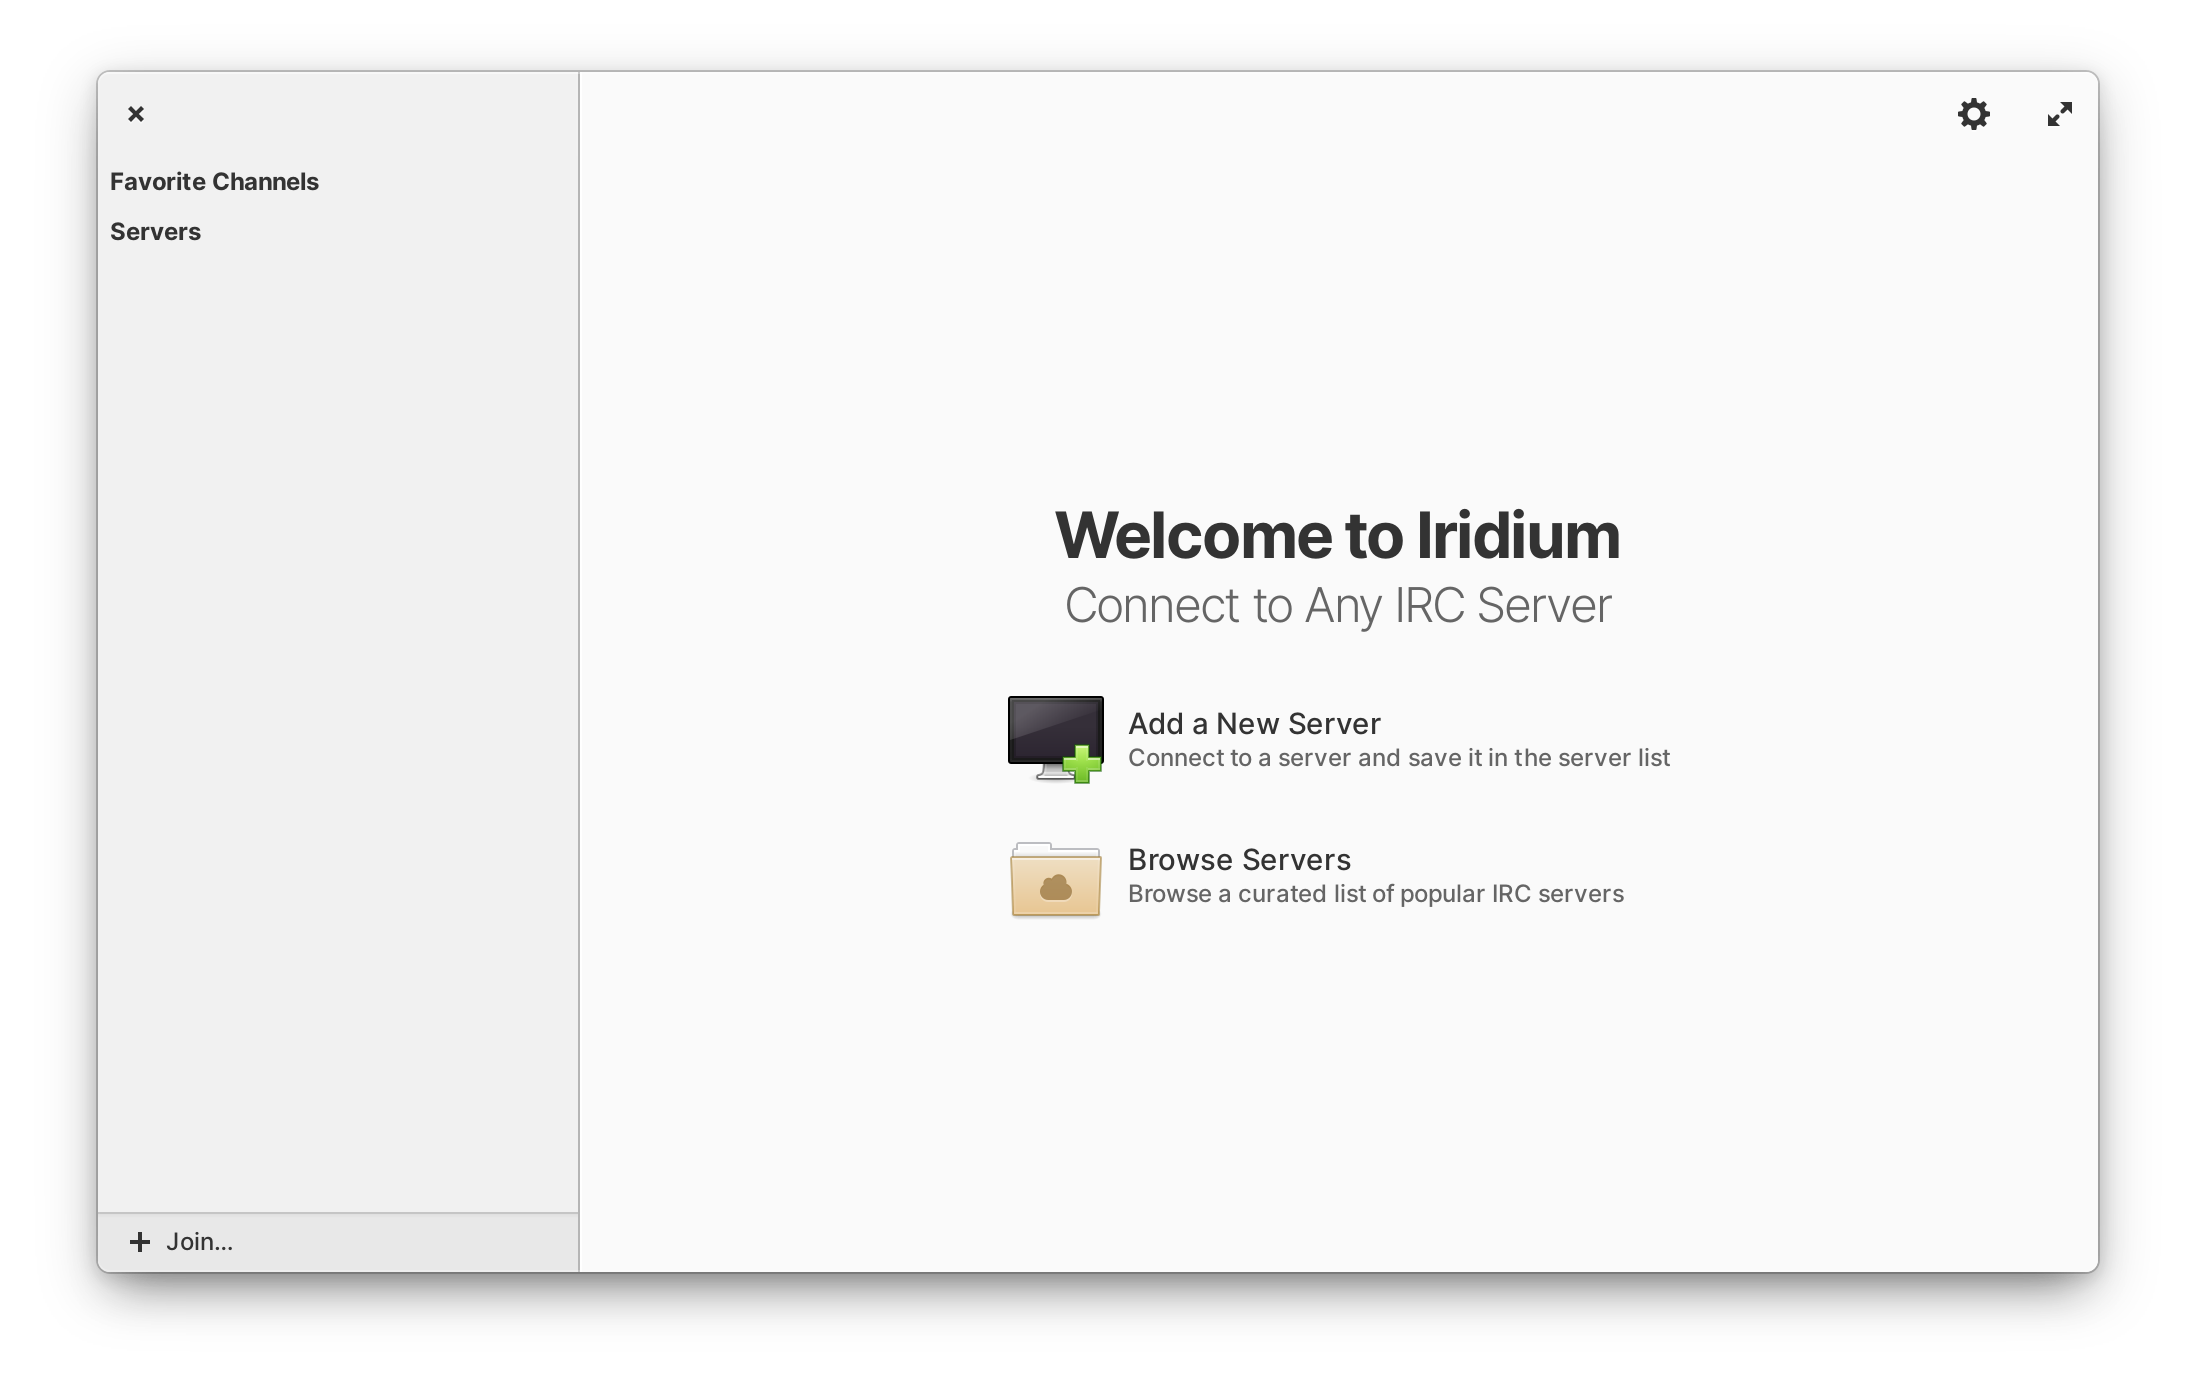 Favorite Channels
Servers
Welcome to Iridium
Connect to Any IRC Server
Add a New Server
Connect to a server and save it in the server list
Browse Servers
Browse a curated list of popular IRC servers
Join...